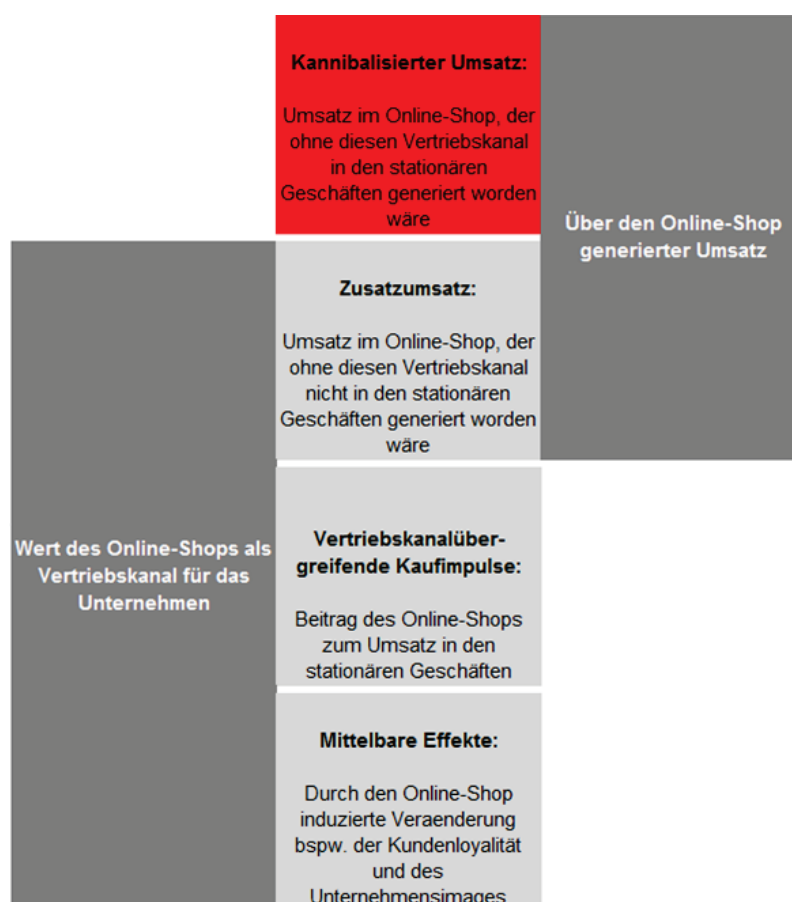 Kannibalisierter Umsatz:
Umsatz im Online-Shop, der
ohne diesen Vertriebskanal
in den stationären
Geschäften generiert worden
wäre
Über den Online-Shop
generierter Umsatz
Zusatzumsatz:
Umsatz im Online-Shop, der
ohne diesen Vertriebskanal
nicht in den stationären
Geschäften generiert worden
wäre
Wert des Online-Shops als
Vertriebskanal für das
Unternehmen
Vertriebskanalüber-
greifende Kaufimpulse:
Beitrag des Online-Shops
zum Umsatz in den
stationären Geschäften
Mittelbare Effekte:
Durch den Online-Shop
induzierte Veraenderung
bspw. der Kundenloyalität
und des
Unternehmensimages